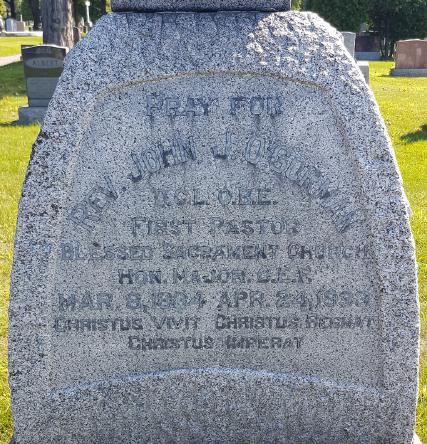 ALBERT
PRAY FOR
REV. JOHN J. O'GORMAN
D.C.L. O.B.E.
FIRST PASTOR
BLESSED SACRAMENT CHURCH
HON. MAJOR. C.E.F.
MAR. 8, 1884 APR. 24, 1933
CHRISTUS VIVIT CHRISTUS REGNAT
CHRISTUS IMPERAT